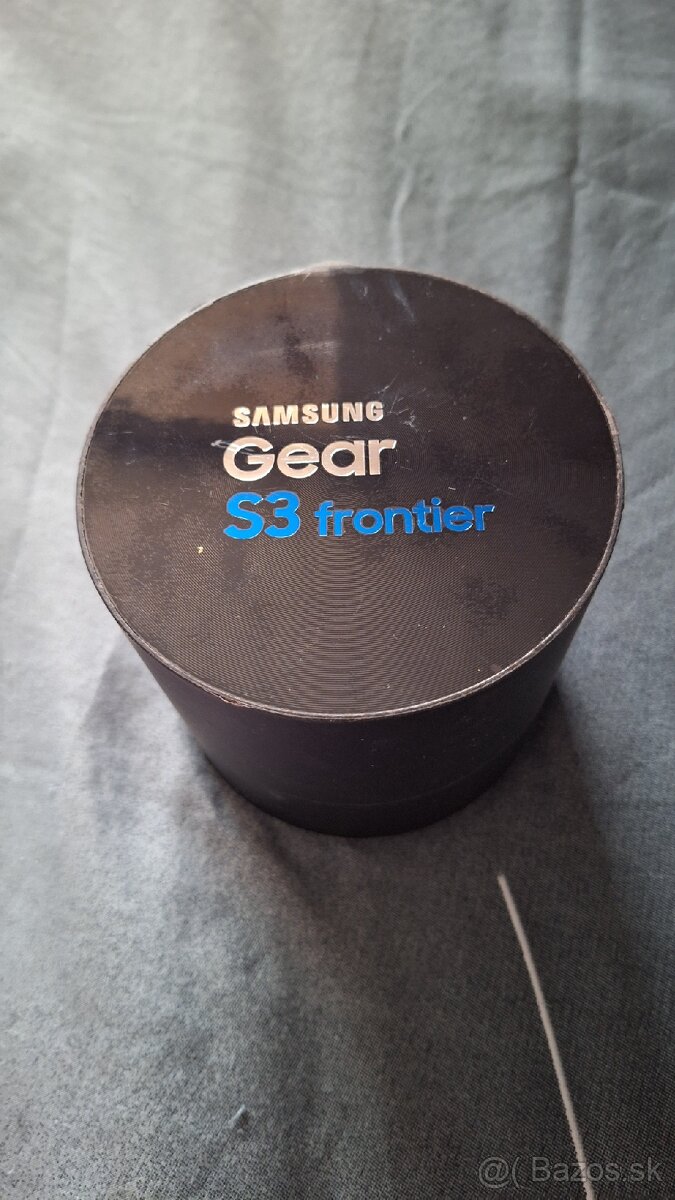 SAMSUNG
Gear
S3 frontier
@( Bazos.sk